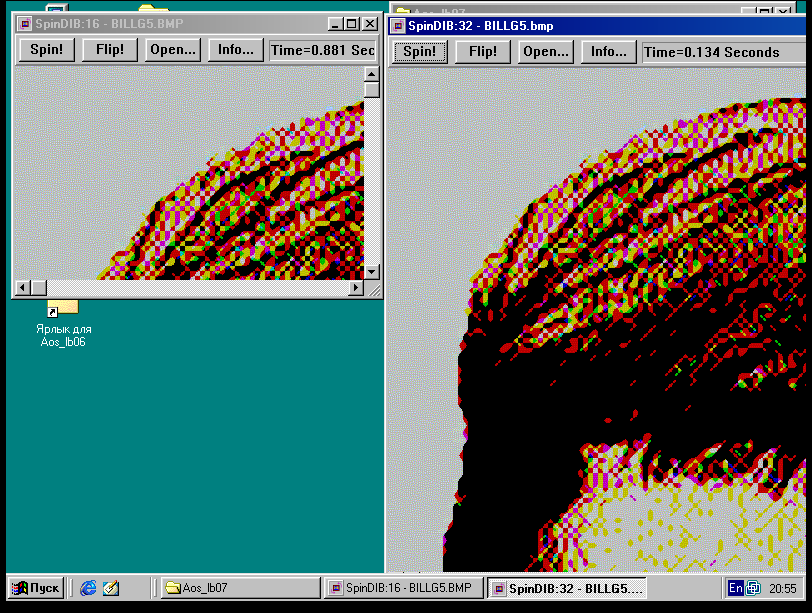 SpinDIB:16 - BILLG5.BMP
Spin! Flip! Open... Info... Time=0.881 Sec
Aos_lb07
SpinDIB:32 - BILLG5.bmp
Spin! Flip! Open... Info... Time=0.134 Seconds
Ярлык для
Aos_lb06
Пуск Aos_lb07 SpinDIB:16 - BILLG5.BMP SpinDIB:32 - BILLG5.... En 20:55